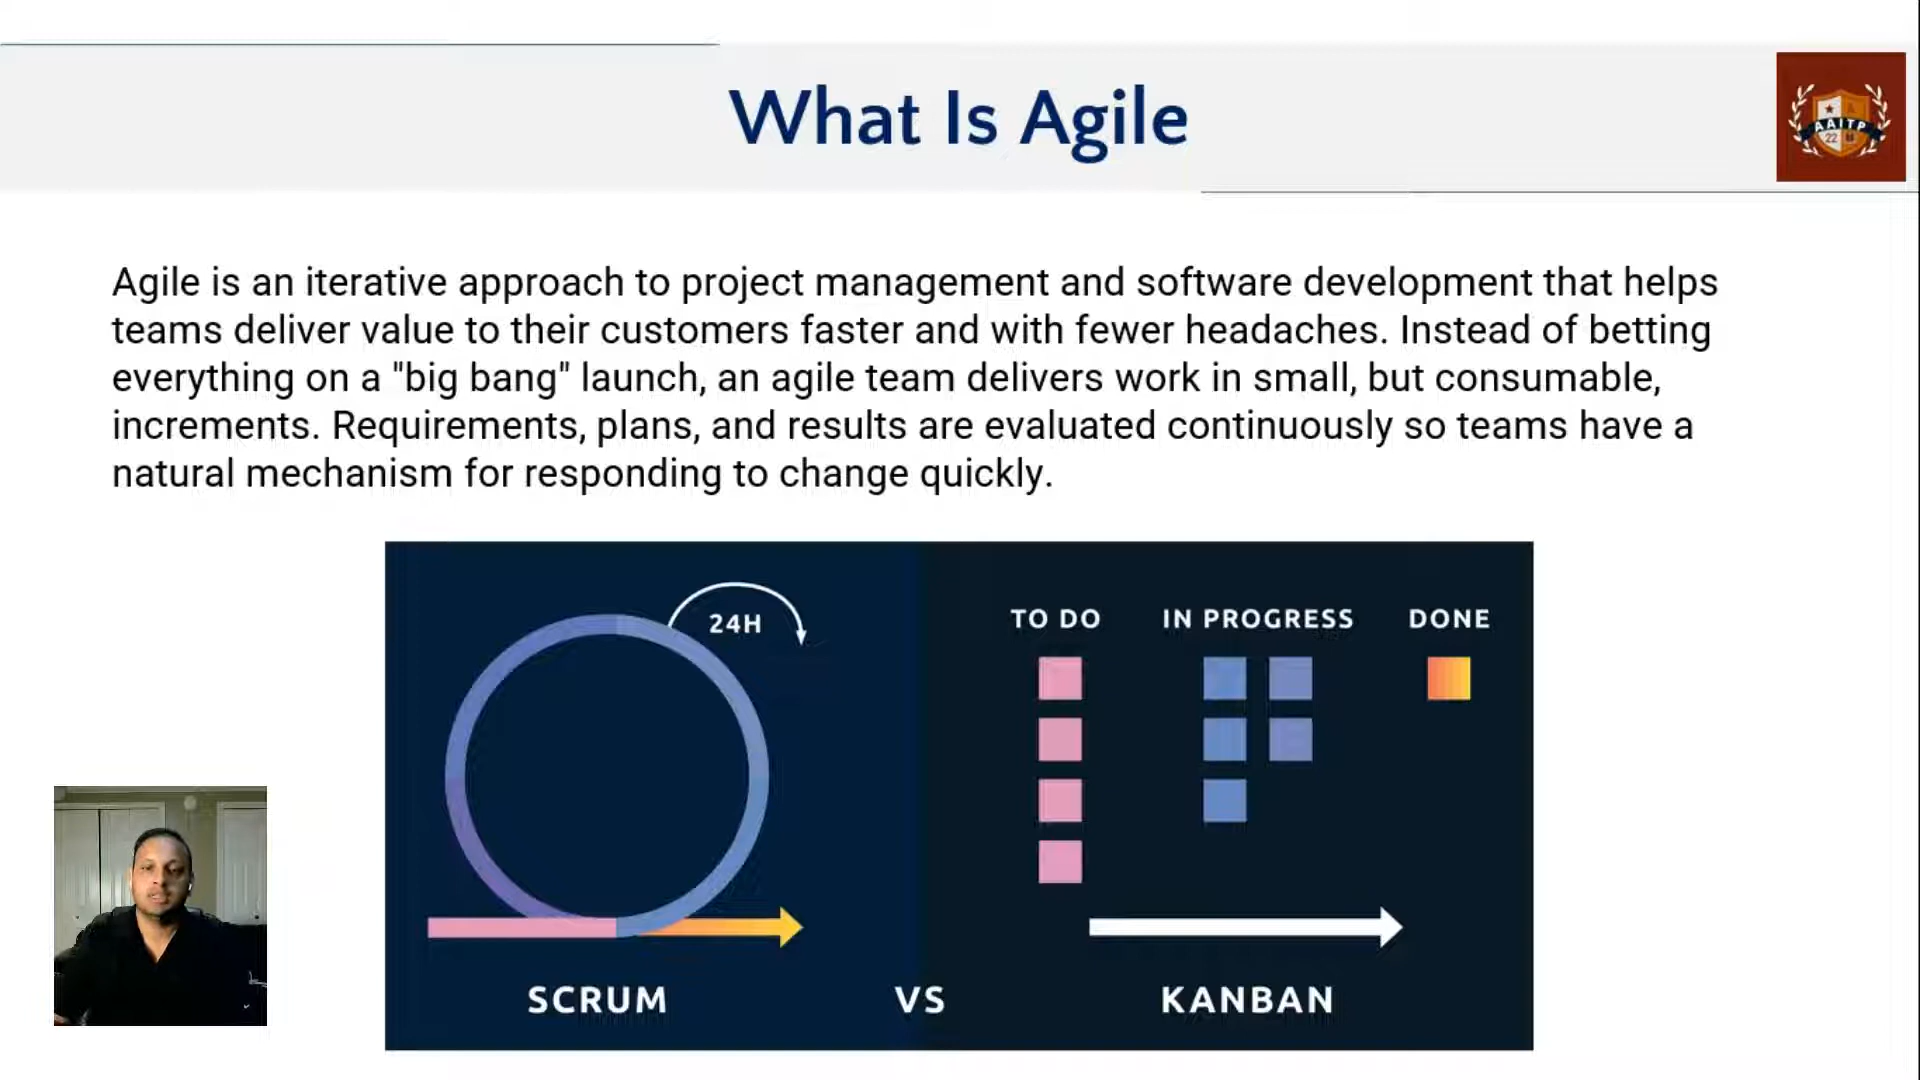 What Is Agile
AAITP
22
Agile is an iterative approach to project management and software development that helps
teams deliver value to their customers faster and with fewer headaches. Instead of betting
everything on a "big bang" launch, an agile team delivers work in small, but consumable,
increments. Requirements, plans, and results are evaluated continuously so teams have a
natural mechanism for responding to change quickly.
24H
TO DO IN PROGRESS DONE
SCRUM VS KANBAN